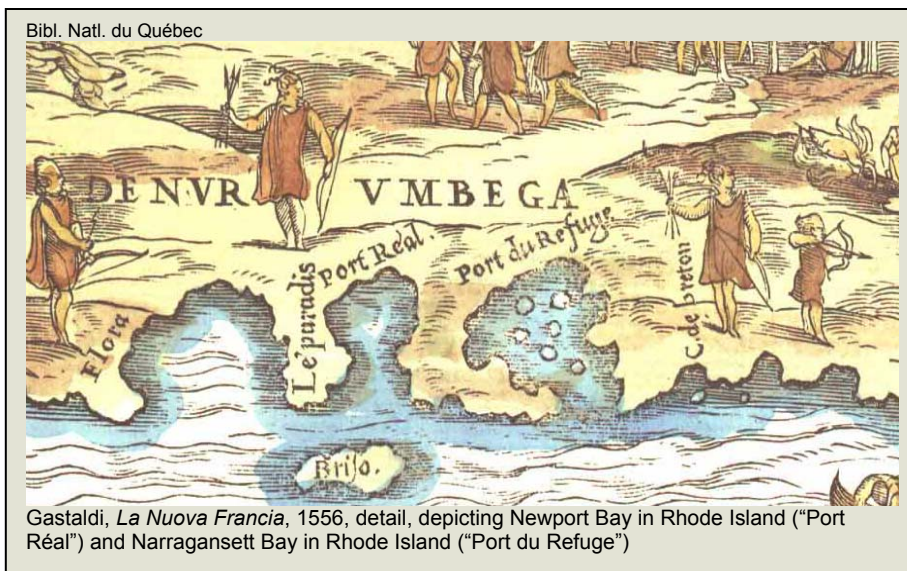 Bibl. Natl. du Québec
DE NVR VMBEGA
Flora
Le paradis
Port Réal.
Port du Refuge
C. de breton
Briso.
Gastaldi, La Nuova Francia, 1556, detail, depicting Newport Bay in Rhode Island (“Port
Réal”) and Narragansett Bay in Rhode Island (“Port du Refuge”)